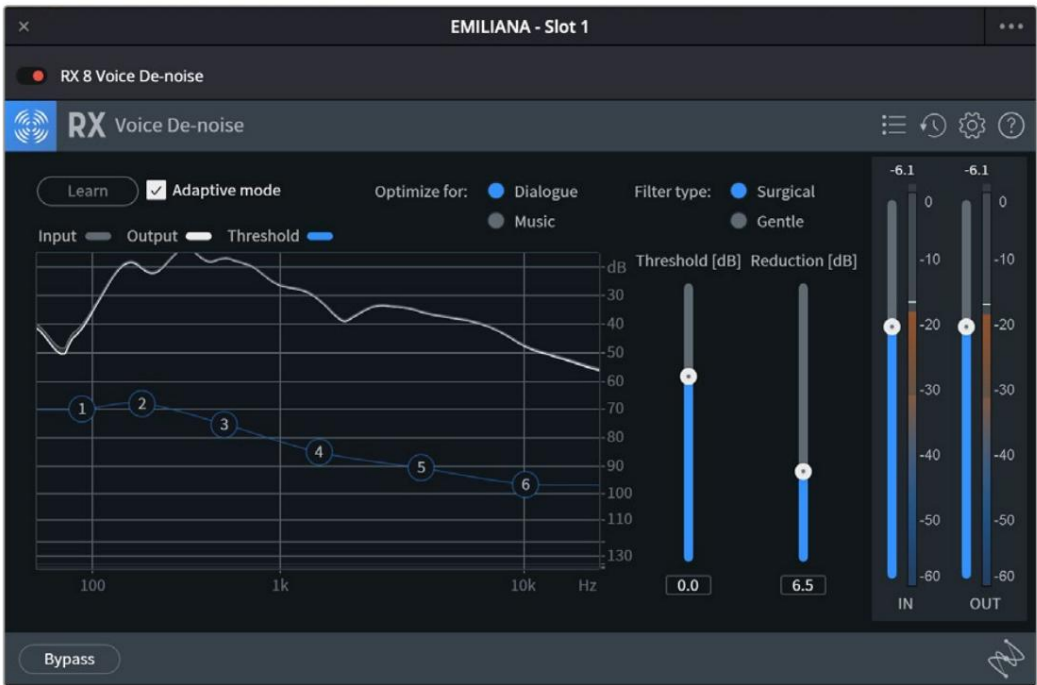 EMILIANA - Slot 1
RX 8 Voice De-noise
RX Voice De-noise
Learn
Adaptive mode
Optimize for:
Dialogue
Music
Filter type:
Surgical
Gentle
Input
Output
Threshold
Threshold [dB]
Reduction [dB]
-dB
-30
-40
-50
-60
-70
-80
-90
-100
-110
-130
1
2
3
4
5
6
100
1k
10k
Hz
0.0
6.5
-6.1
-6.1
0
-10
-20
-30
-40
-50
-60
0
-10
-20
-30
-40
-50
-60
IN
OUT
Bypass